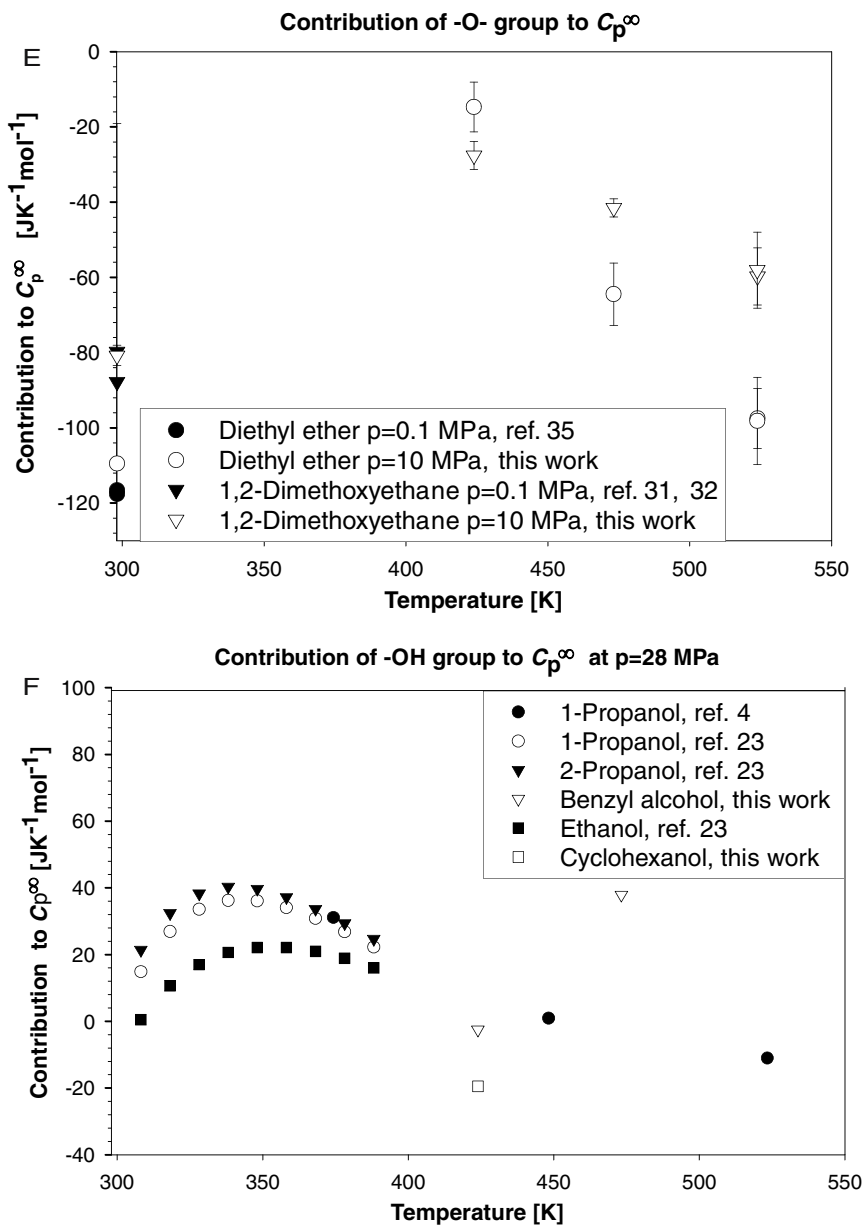 Contribution of -O- group to Cp∞
E
Contribution to Cp∞ [JK-1mol-1]
0
-20
-40
-60
-80
-100
-120
Diethyl ether p=0.1 MPa, ref. 35
Diethyl ether p=10 MPa, this work
1,2-Dimethoxyethane p=0.1 MPa, ref. 31, 32
1,2-Dimethoxyethane p=10 MPa, this work
300 350 400 450 500 550
Temperature [K]
Contribution of -OH group to Cp∞ at p=28 MPa
F
Contribution to Cp∞ [JK-1mol-1]
100
80
60
40
20
0
-20
-40
1-Propanol, ref. 4
1-Propanol, ref. 23
2-Propanol, ref. 23
Benzyl alcohol, this work
Ethanol, ref. 23
Cyclohexanol, this work
300 350 400 450 500 550
Temperature [K]